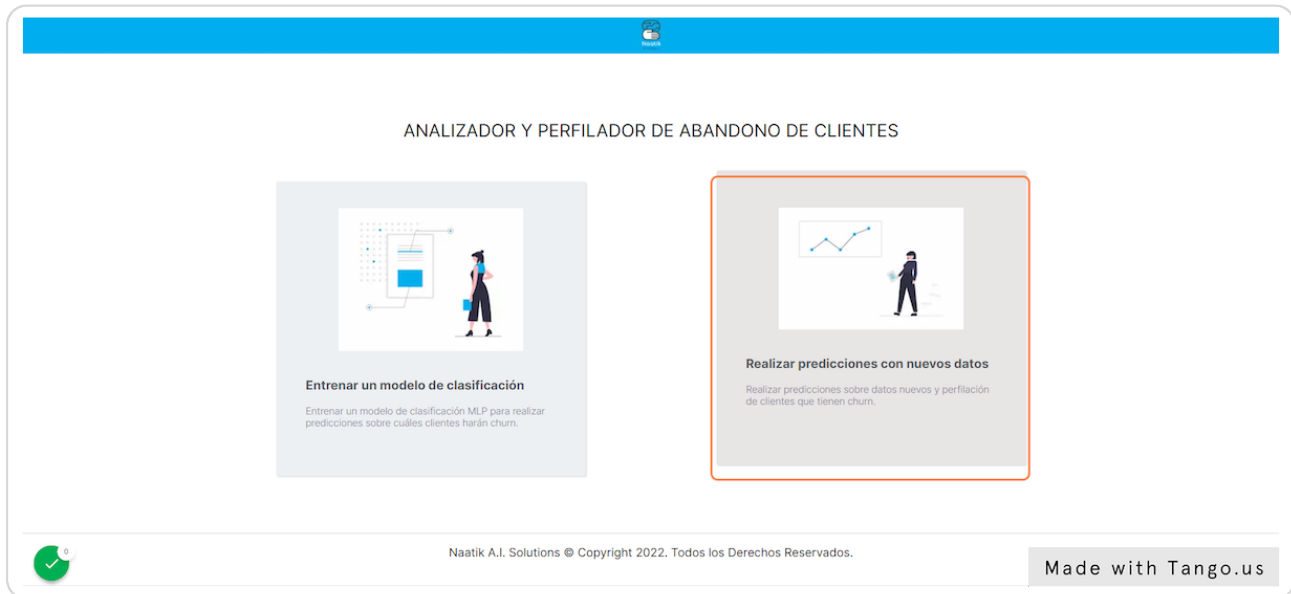 Naatik
ANALIZADOR Y PERFILADOR DE ABANDONO DE CLIENTES
Entrenar un modelo de clasificación
Entrenar un modelo de clasificación MLP para realizar
predicciones sobre cuáles clientes harán churn.
Realizar predicciones con nuevos datos
Realizar predicciones sobre datos nuevos y perfilación
de clientes que tienen churn.
0
Naatik A.I. Solutions © Copyright 2022. Todos los Derechos Reservados.
Made with Tango.us